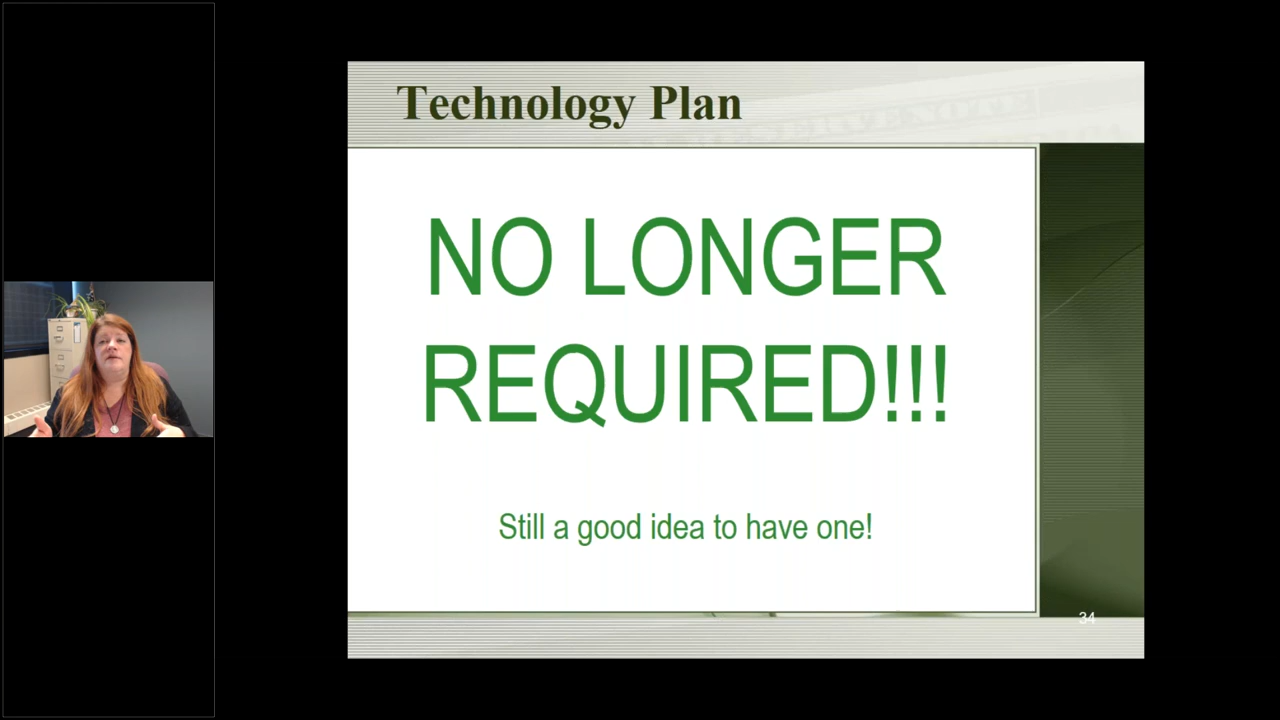 Technology Plan
NO LONGER
REQUIRED!!!
Still a good idea to have one!
34